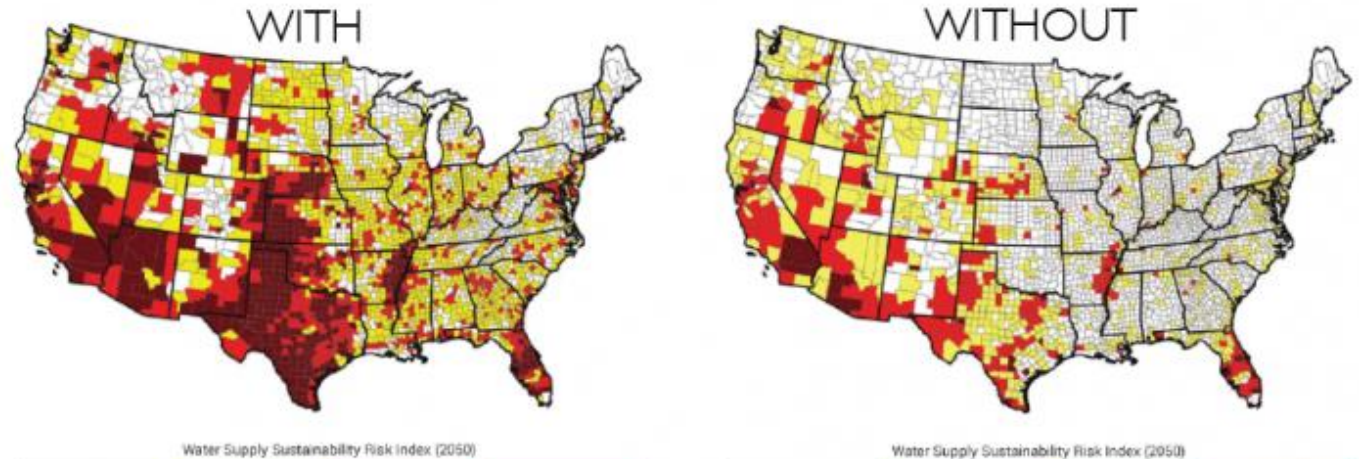 WITH
WITHOUT
Water Supply Sustainability Risk Index (2050)
Water Supply Sustainability Risk Index (2050)